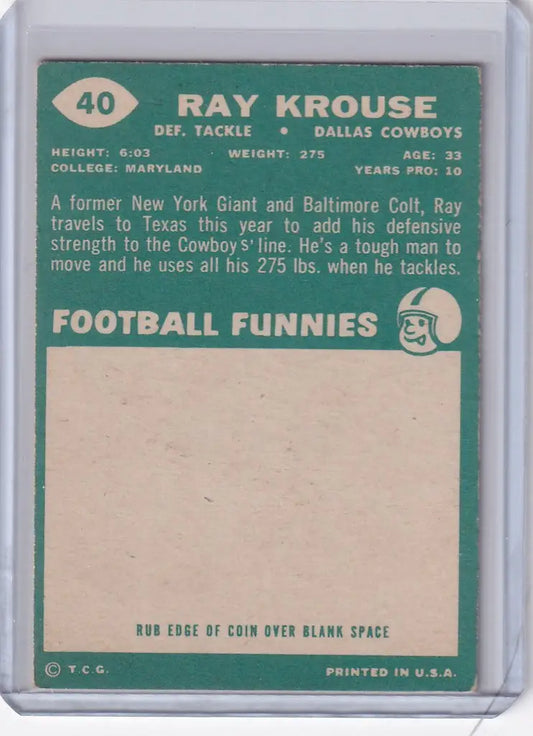 40
RAY KROUSE
DEF. TACKLE • DALLAS COWBOYS
HEIGHT: 6:03 WEIGHT: 275 AGE: 33
COLLEGE: MARYLAND YEARS PRO: 10
A former New York Giant and Baltimore Colt, Ray
travels to Texas this year to add his defensive
strength to the Cowboys' line. He's a tough man to
move and he uses all his 275 lbs. when he tackles.
FOOTBALL FUNNIES
RUB EDGE OF COIN OVER BLANK SPACE
© T.C.G. PRINTED IN U.S.A.